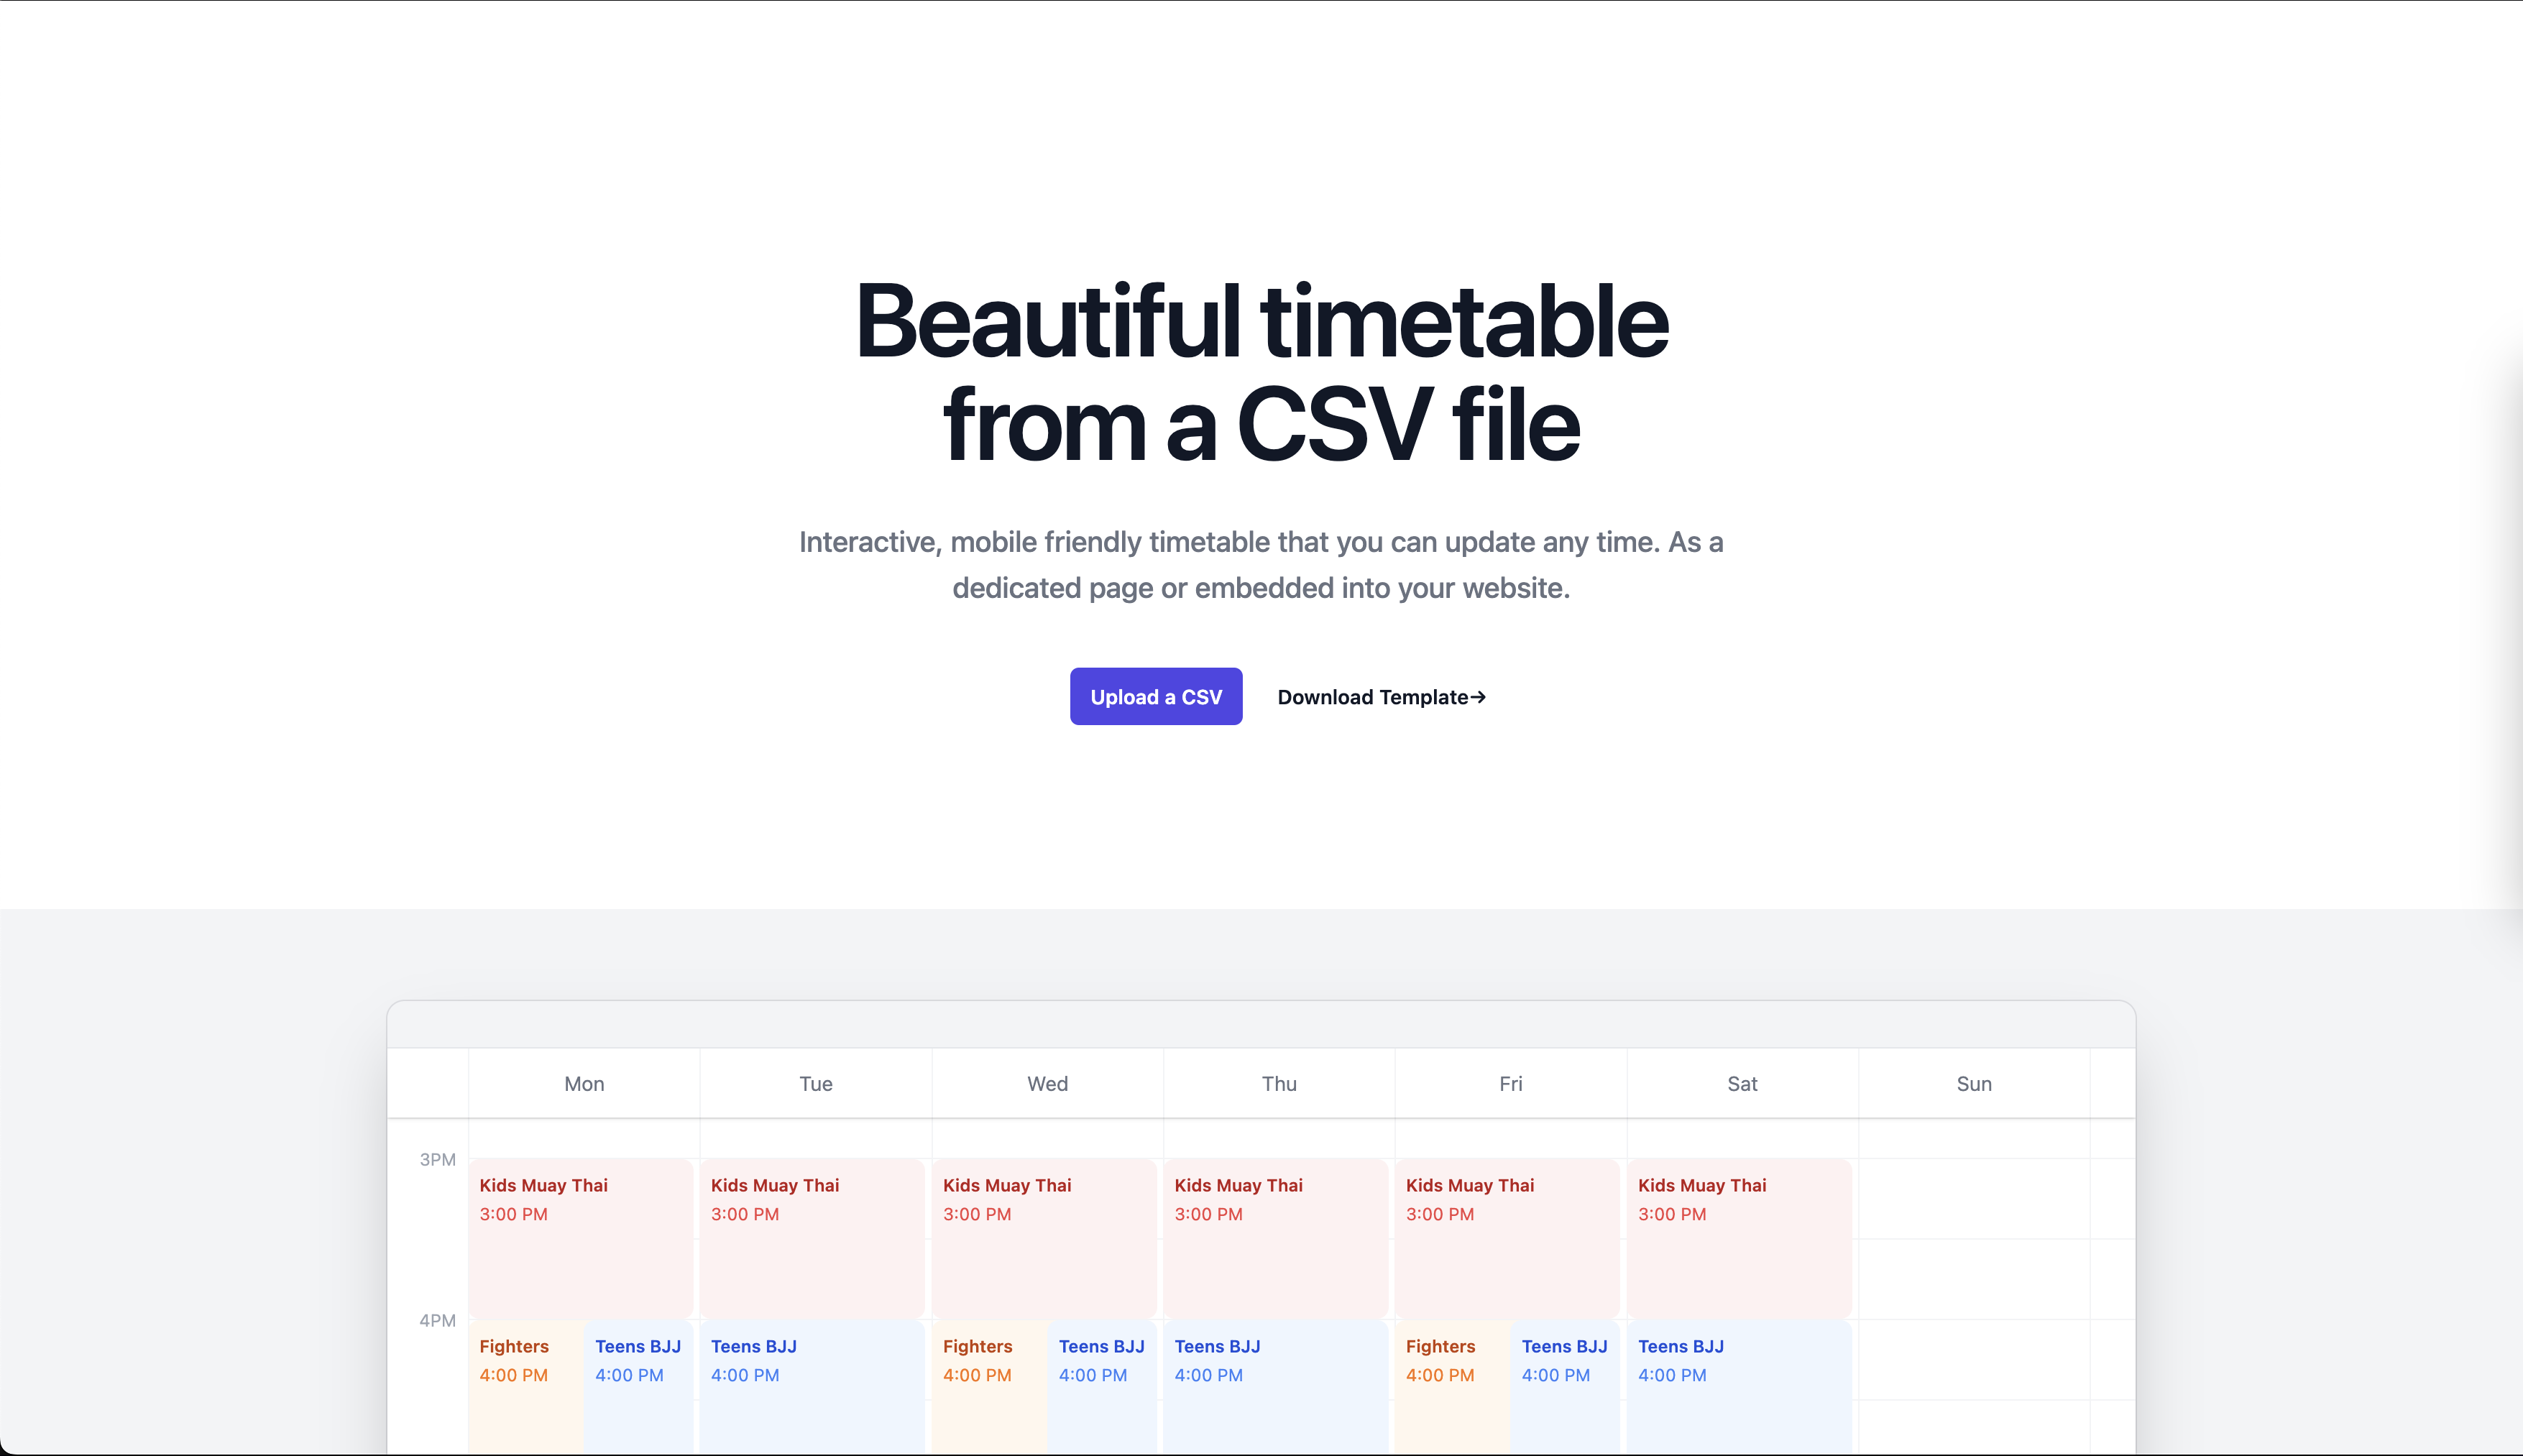 Beautiful timetable
from a CSV file
Interactive, mobile friendly timetable that you can update any time. As a
dedicated page or embedded into your website.
Upload a CSV
Download Template→
Mon Tue Wed Thu Fri Sat Sun
3PM
Kids Muay Thai Kids Muay Thai Kids Muay Thai Kids Muay Thai Kids Muay Thai Kids Muay Thai
3:00 PM 3:00 PM 3:00 PM 3:00 PM 3:00 PM 3:00 PM
4PM
Fighters Teens BJJ Teens BJJ Fighters Teens BJJ Teens BJJ Fighters Teens BJJ Teens BJJ
4:00 PM 4:00 PM 4:00 PM 4:00 PM 4:00 PM 4:00 PM 4:00 PM 4:00 PM 4:00 PM